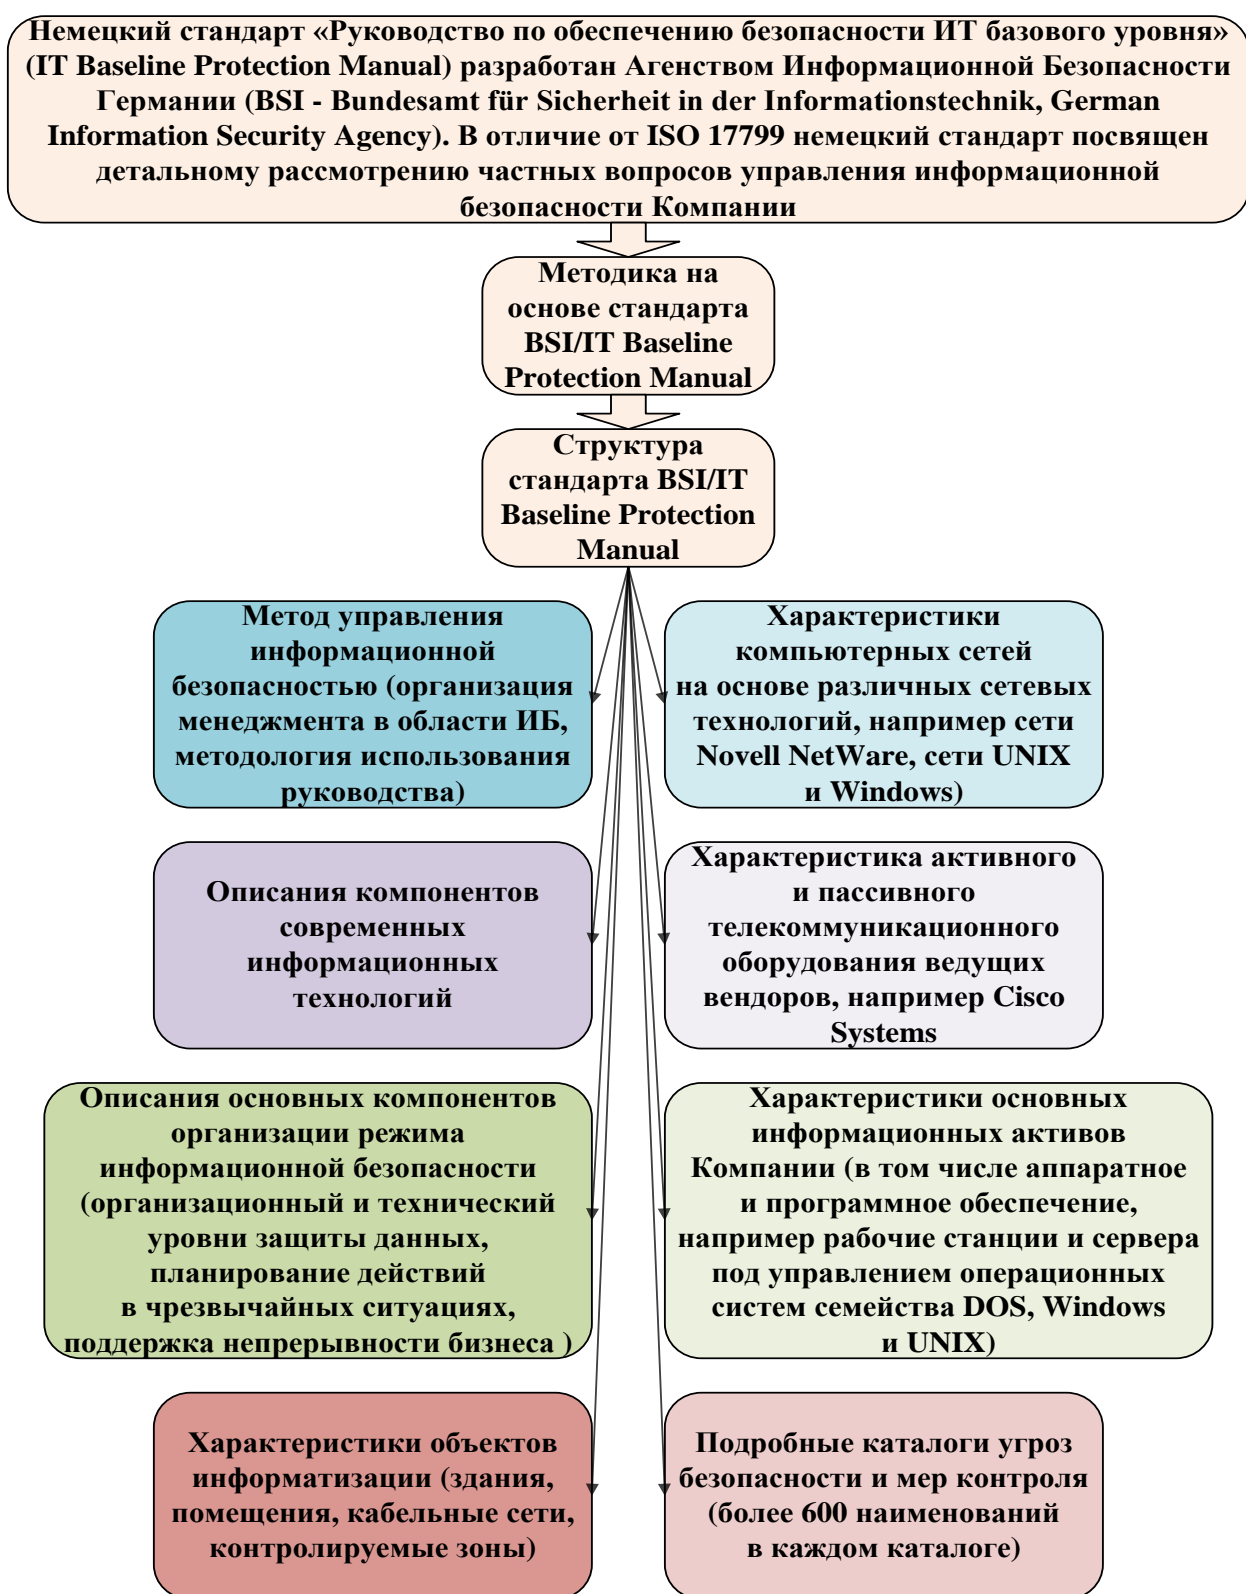 Немецкий стандарт «Руководство по обеспечению безопасности ИТ базового уровня»
(IT Baseline Protection Manual) разработан Агенством Информационной Безопасности
Германии (BSI - Bundesamt für Sicherheit in der Informationstechnik, German
Information Security Agency). В отличие от ISO 17799 немецкий стандарт посвящен
детальному рассмотрению частных вопросов управления информационной
безопасности Компании
Методика на
основе стандарта
BSI/IT Baseline
Protection Manual
Структура
стандарта BSI/IT
Baseline Protection
Manual
Метод управления
информационной
безопасностью (организация
менеджмента в области ИБ,
методология использования
руководства)
Характеристики
компьютерных сетей
на основе различных сетевых
технологий, например сети
Novell NetWare, сети UNIX
и Windows)
Описания компонентов
современных
информационных
технологий
Характеристика активного
и пассивного
телекоммуникационного
оборудования ведущих
вендоров, например Cisco
Systems
Описания основных компонентов
организации режима
информационной безопасности
(организационный и технический
уровни защиты данных,
планирование действий
в чрезвычайных ситуациях,
поддержка непрерывности бизнеса )
Характеристики основных
информационных активов
Компании (в том числе аппаратное
и программное обеспечение,
например рабочие станции и сервера
под управлением операционных
систем семейства DOS, Windows
и UNIX)
Характеристики объектов
информатизации (здания,
помещения, кабельные сети,
контролируемые зоны)
Подробные каталоги угроз
безопасности и мер контроля
(более 600 наименований
в каждом каталоге)